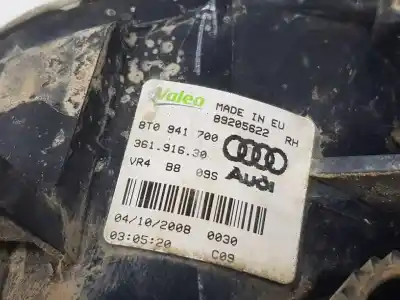 Valeo
MADE IN EU
89205622 RH
8T0 941 700
361.916.30
Audi
VR4 B8 09S
04/10/2008 0030
03:05:20 C09